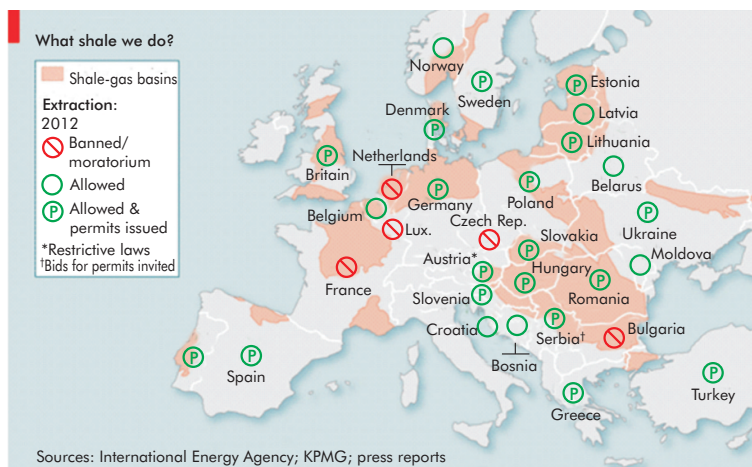 What shale we do?
Shale-gas basins
Extraction:
2012
Banned/
moratorium
Allowed
P Allowed &
permits issued
*Restrictive laws
†Bids for permits invited
Norway
P
Sweden
P
Estonia
Latvia
P
Lithuania
Denmark
P
P
Britain
Netherlands
Belarus
P
Germany
P
Poland
Belgium
Lux.
Czech Rep.
P
Ukraine
Slovakia
P
Moldova
Austria*
P
Hungary
P
P
Romania
France
Slovenia
P
Croatia
P
Serbia†
Bulgaria
Bosnia
P
P
Spain
P
Turkey
P
Greece
Sources: International Energy Agency; KPMG; press reports